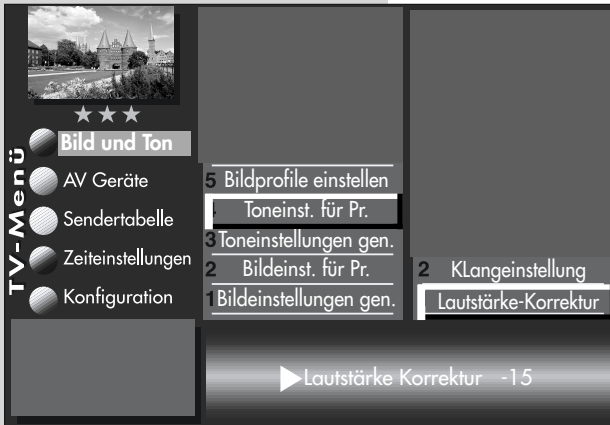 TV-Menü
Bild und Ton
AV Geräte
Sendertabelle
Zeiteinstellungen
Konfiguration
5 Bildprofile einstellen
Toneinst. für Pr.
3 Toneinstellungen gen.
2 Bildeinst. für Pr.
1 Bildeinstellungen gen.
2 KLangeinstellung
Lautstärke-Korrektur
Lautstärke Korrektur -15